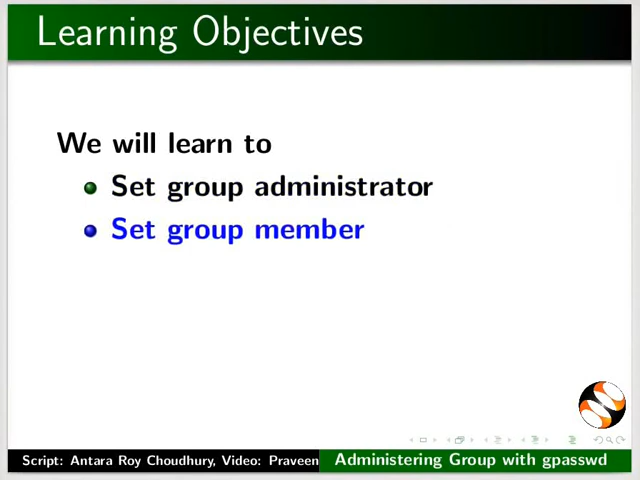 Learning Objectives
We will learn to
Set group administrator
Set group member
Script: Antara Roy Choudhury, Video: Praveen
Administering Group with gpasswd